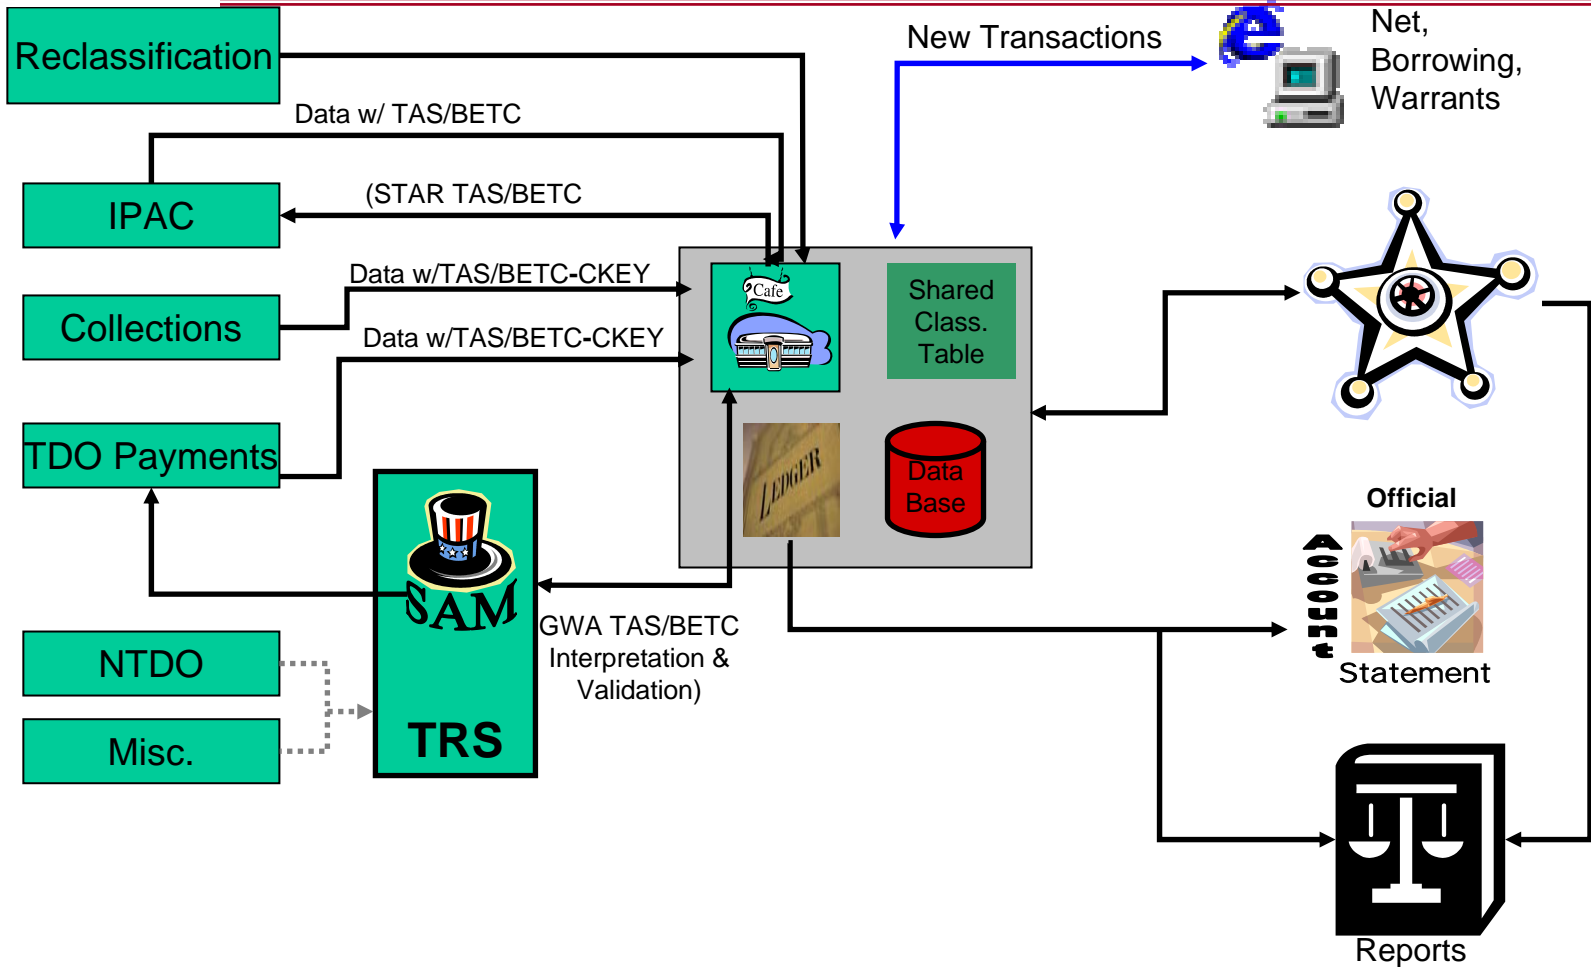 Reclassification
New Transactions
Net,
Borrowing,
Warrants
Data w/ TAS/BETC
IPAC
(STAR TAS/BETC
Data w/TAS/BETC-CKEY
Collections
Data w/TAS/BETC-CKEY
Cafe
Shared
Class.
Table
TDO Payments
LEDGER
Data
Base
SAM
GWA TAS/BETC
Interpretation &
Validation)
TRS
NTDO
Misc.
Official
Account
Statement
Reports